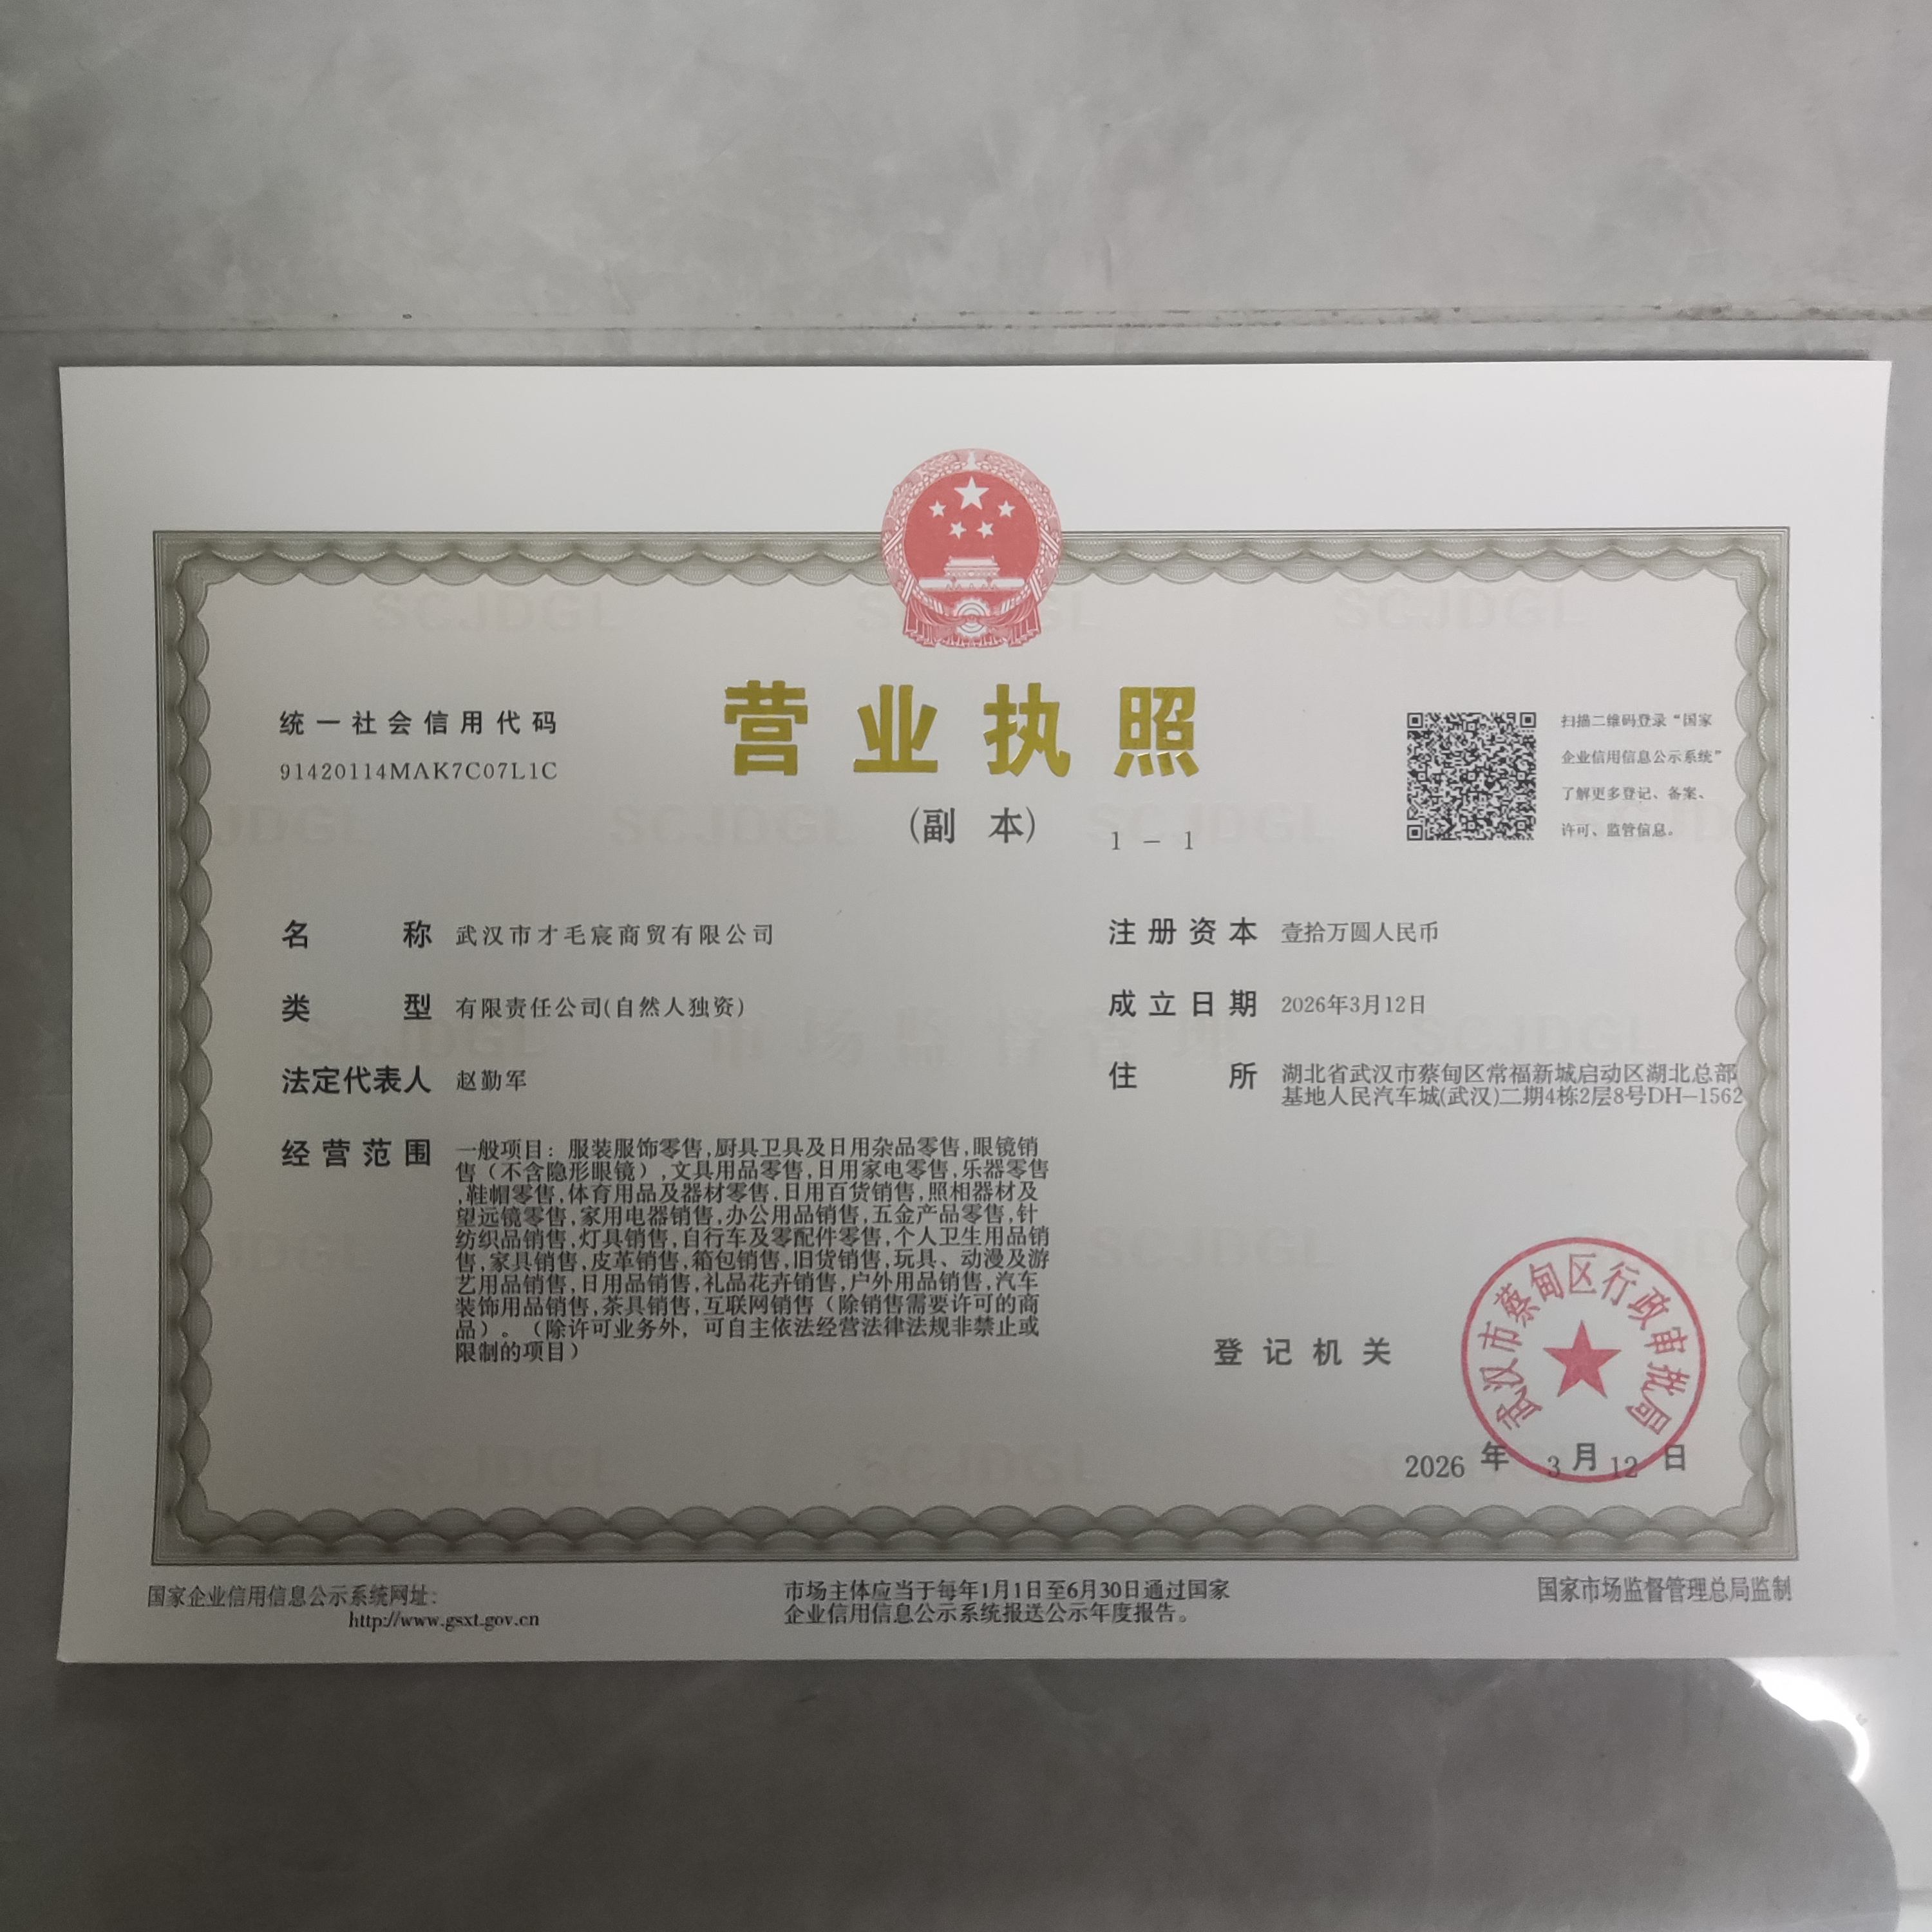 统一社会信用代码
91420114MAK7C07L1C
营业执照
(副 本)
1 - 1
扫描二维码登录“国家
企业信用信息公示系统”
了解更多登记、备案、
许可、监管信息。
名称 武汉市才毛宸商贸有限公司
类型 有限责任公司(自然人独资)
法定代表人 赵勤军
经营范围 一般项目：服装服饰零售,厨具卫具及日用杂品零售,眼镜销
售（不含隐形眼镜）,文具用品零售,日用家电零售,乐器零售
,鞋帽零售,体育用品及器材零售,日用百货销售,照相器材及
望远镜零售,家用电器销售,办公用品销售,五金产品零售,针
纺织品销售,灯具销售,自行车及零配件零售,个人卫生用品销
售,家具销售,皮革销售,箱包销售,旧货销售,玩具、动漫及游
艺用品销售,日用品销售,礼品花卉销售,户外用品销售,汽车
装饰用品销售,茶具销售,互联网销售（除销售需要许可的商
品）。（除许可业务外，可自主依法经营法律法规非禁止或
限制的项目）
注册资本 壹拾万圆人民币
成立日期 2026年3月12日
住所 湖北省武汉市蔡甸区常福新城启动区湖北总部
基地人民汽车城(武汉)二期4栋2层8号DH-1562
登记机关
武汉市蔡甸区行政审批局
2026 年 3 月 12 日
国家企业信用信息公示系统网址：
http://www.gsxt.gov.cn
市场主体应当于每年1月1日至6月30日通过国家
企业信用信息公示系统报送公示年度报告。
国家市场监督管理总局监制
SCJDGL
市场监督管理